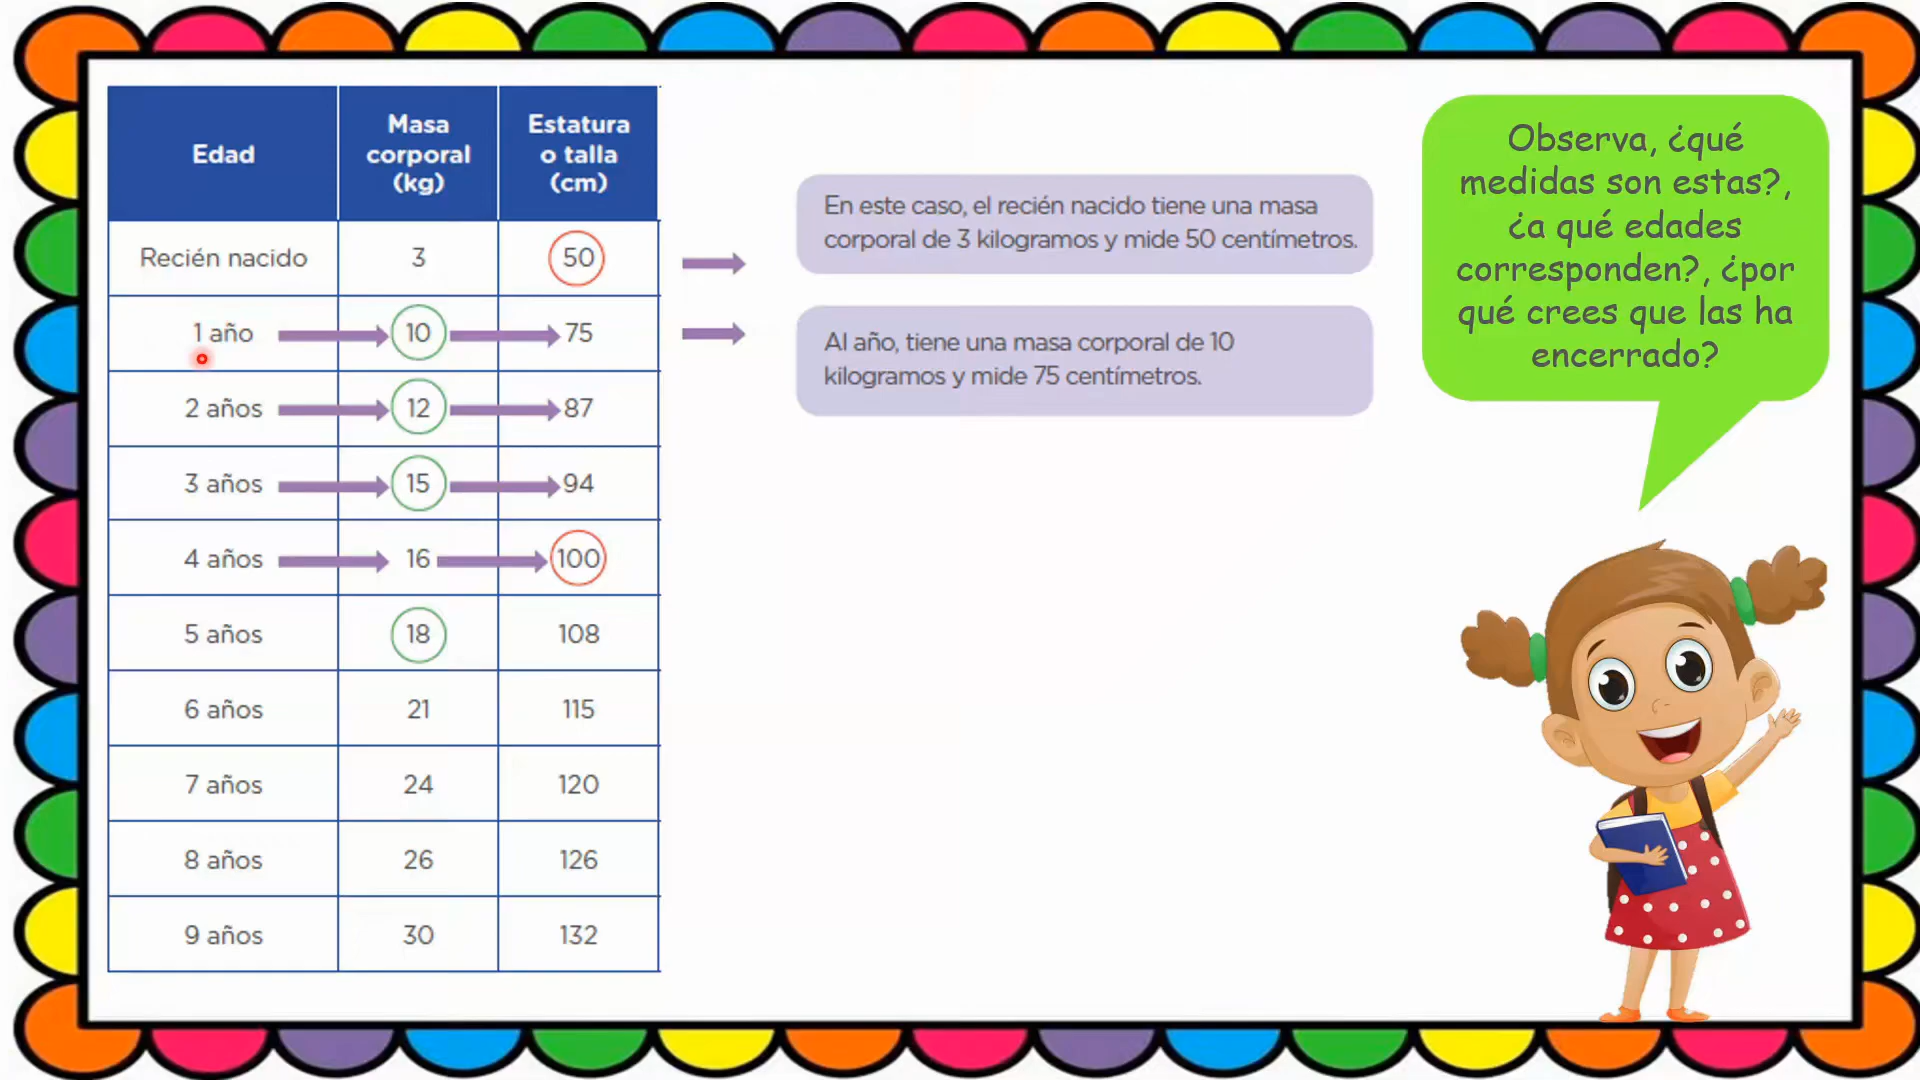 Edad Masa corporal (kg) Estatura o talla (cm)
Recién nacido 3 50
1 año 10 75
2 años 12 87
3 años 15 94
4 años 16 100
5 años 18 108
6 años 21 115
7 años 24 120
8 años 26 126
9 años 30 132
En este caso, el recién nacido tiene una masa
corporal de 3 kilogramos y mide 50 centímetros.
Al año, tiene una masa corporal de 10
kilogramos y mide 75 centímetros.
Observa, ¿qué
medidas son estas?,
¿a qué edades
corresponden?, ¿por
qué crees que las ha
encerrado?